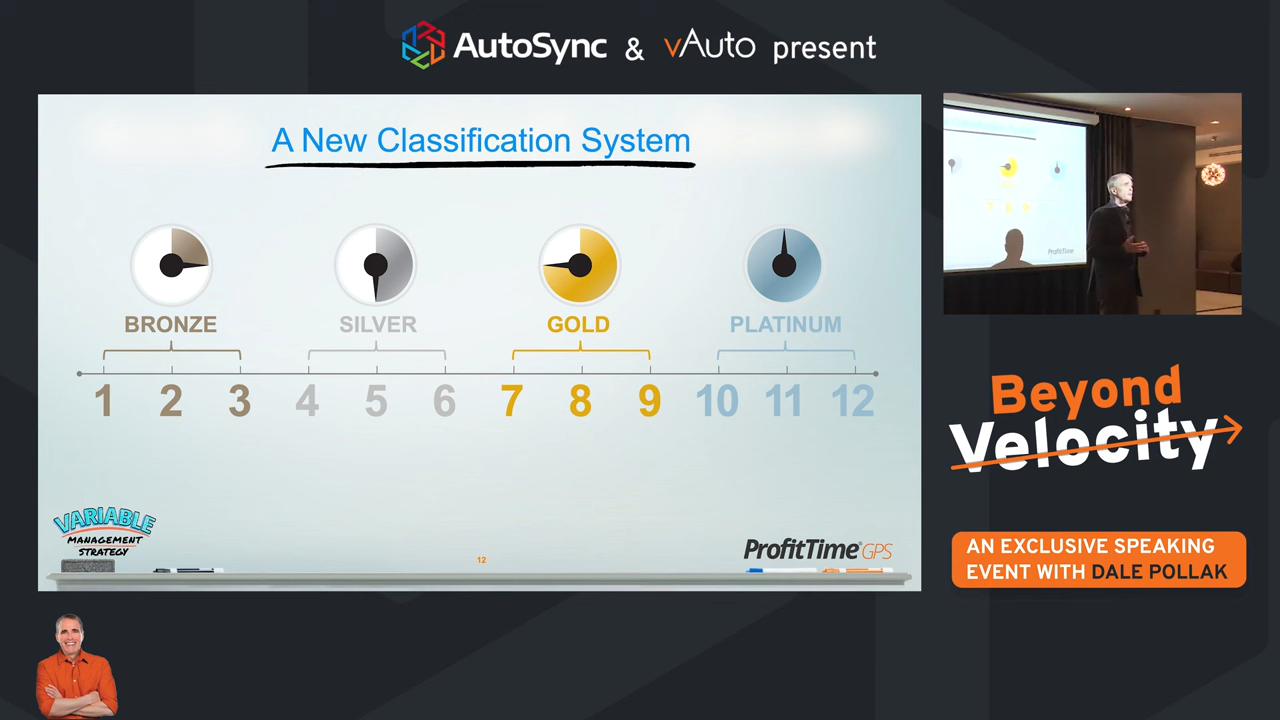 AutoSync & vAuto present
A New Classification System
BRONZE SILVER GOLD PLATINUM
1 2 3 4 5 6 7 8 9 10 11 12
VARIABLE
MANAGEMENT
STRATEGY
12
ProfitTime GPS
ProfitTime
Beyond
Velocity
AN EXCLUSIVE SPEAKING
EVENT WITH DALE POLLAK